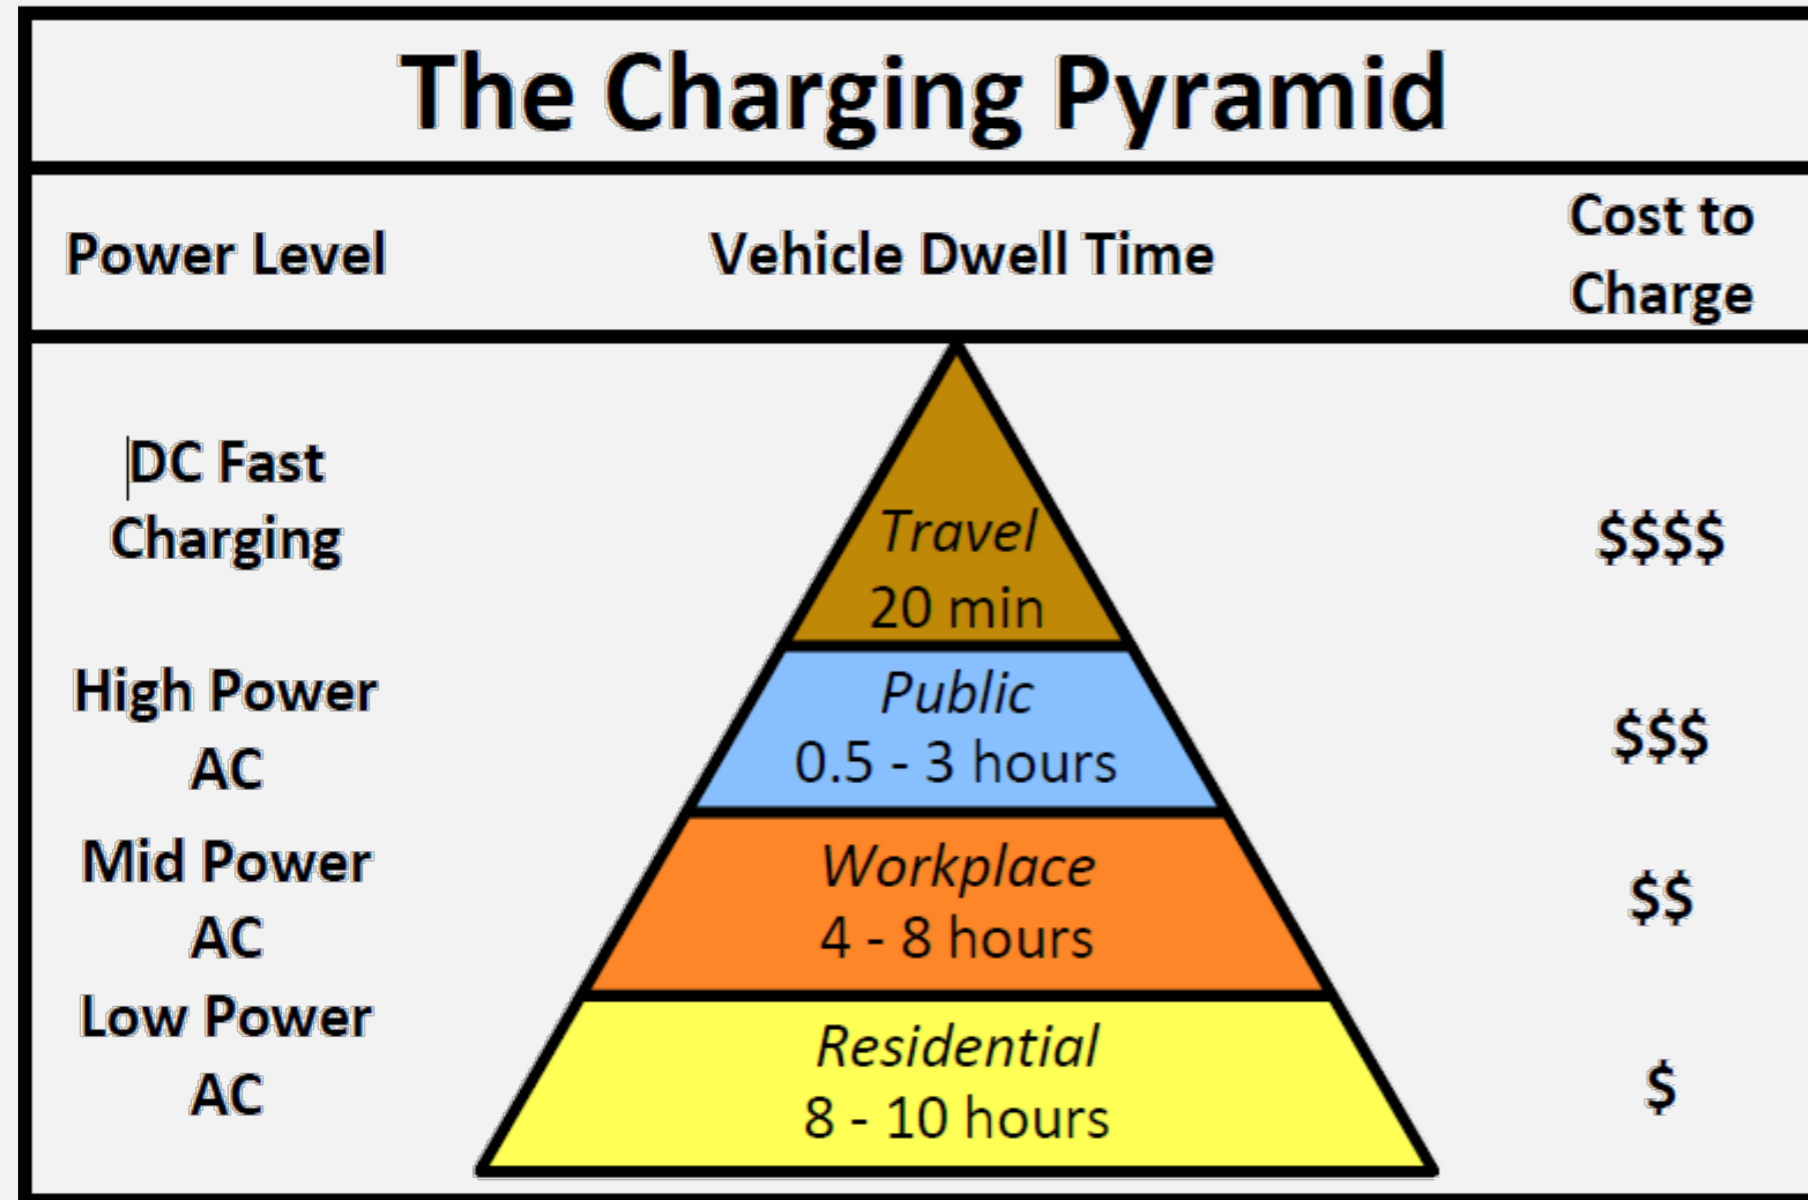 The Charging Pyramid
Power Level
Vehicle Dwell Time
Cost to
Charge
DC Fast
Charging
Travel
20 min
$$$$
High Power
AC
Public
0.5 - 3 hours
$$$
Mid Power
AC
Workplace
4 - 8 hours
$$
Low Power
AC
Residential
8 - 10 hours
$